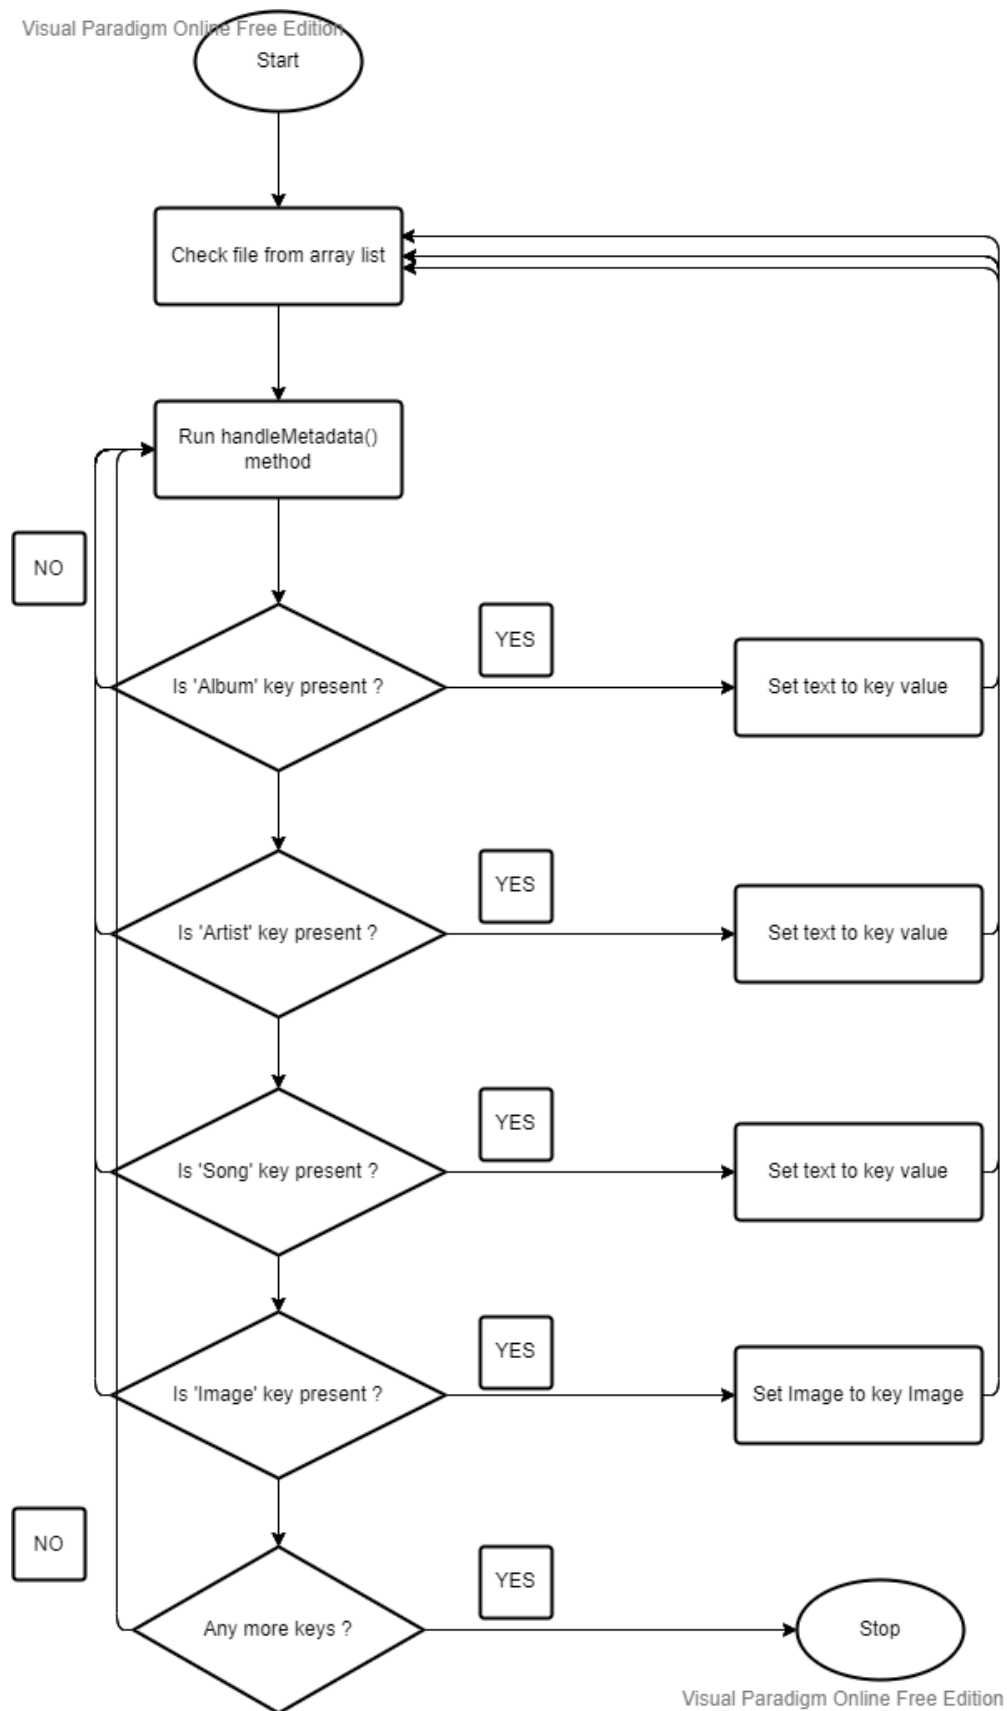 Visual Paradigm Online Free Edition
Start
Check file from array list
Run handleMetadata()
method
NO
YES
Is 'Album' key present ?
Set text to key value
YES
Is 'Artist' key present ?
Set text to key value
YES
Is 'Song' key present ?
Set text to key value
YES
Is 'Image' key present ?
Set Image to key Image
NO
YES
Any more keys ?
Stop
Visual Paradigm Online Free Edition